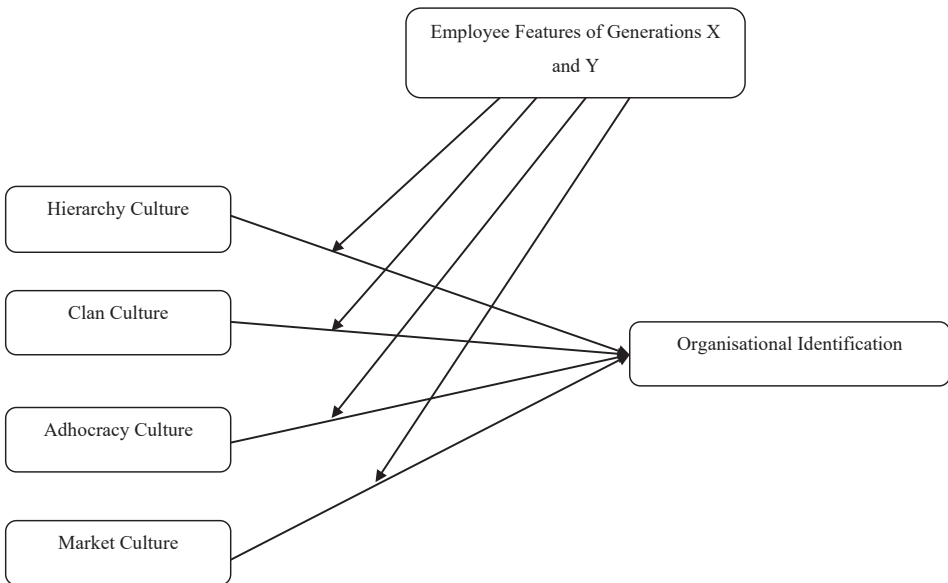 Employee Features of Generations X
and Y
Hierarchy Culture
Clan Culture
Organisational Identification
Adhocracy Culture
Market Culture